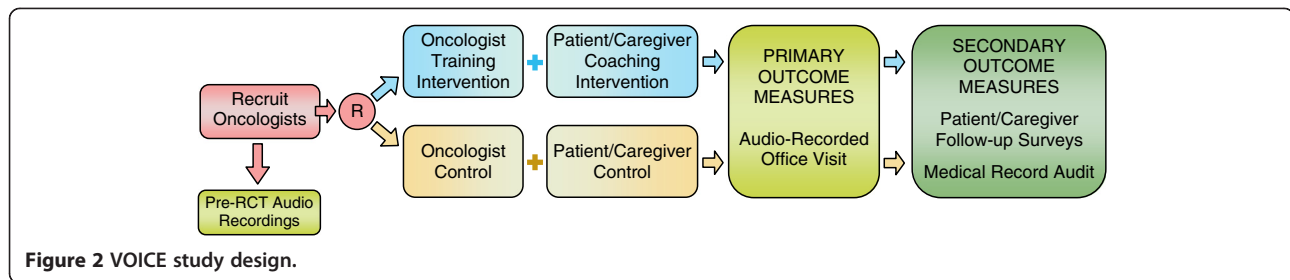 Recruit
Oncologists
Pre-RCT Audio
Recordings
R
Oncologist
Training
Intervention
+
Patient/Caregiver
Coaching
Intervention
Oncologist
Control
+
Patient/Caregiver
Control
PRIMARY
OUTCOME
MEASURES
Audio-Recorded
Office Visit
SECONDARY
OUTCOME
MEASURES
Patient/Caregiver
Follow-up Surveys
Medical Record Audit
Figure 2 VOICE study design.